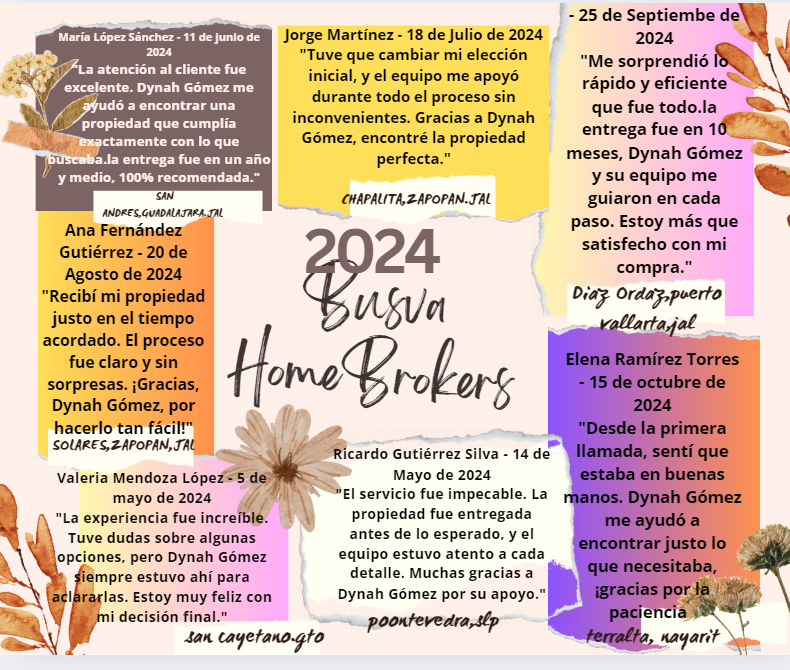 María López Sánchez - 11 de junio de
2024
"La atención al cliente fue
excelente. Dynah Gómez me
ayudó a encontrar una
propiedad que cumplía
exactamente con lo que
buscaba.la entrega fue en un año
y medio, 100% recomendada."
SAN
ANDRES,GUADALAJARA.JAL
Jorge Martínez - 18 de Julio de 2024
"Tuve que cambiar mi elección
inicial, y el equipo me apoyó
durante todo el proceso sin
inconvenientes. Gracias a Dynah
Gómez, encontré la propiedad
perfecta."
CHAPALITA,ZAPOPAN.JAL
- 25 de Septiembre de
2024
"Me sorprendió lo
rápido y eficiente
que fue todo.la
entrega fue en 10
meses, Dynah Gómez
y su equipo me
guiaron en cada
paso. Estoy más que
satisfecho con mi
compra."
Diaz Ordaz,puerto
vallarta,jal
Ana Fernández
Gutiérrez - 20 de
Agosto de 2024
"Recibí mi propiedad
justo en el tiempo
acordado. El proceso
fue claro y sin
sorpresas. ¡Gracias,
Dynah Gómez, por
hacerlo tan fácil!"
SOLARES,ZAPOPAN,JAL
2024
Busva
Home Brokers
Elena Ramírez Torres
- 15 de octubre de
2024
"Desde la primera
llamada, sentí que
estaba en buenas
manos. Dynah Gómez
me ayudó a
encontrar justo lo
que necesitaba,
¡gracias por la
paciencia
terralta, nayarit
Valeria Mendoza López - 5 de
mayo de 2024
"La experiencia fue increíble.
Tuve dudas sobre algunas
opciones, pero Dynah Gómez
siempre estuvo ahí para
aclararlas. Estoy muy feliz con
mi decisión final."
san cayetano.gto
Ricardo Gutiérrez Silva - 14 de
Mayo de 2024
"El servicio fue impecable. La
propiedad fue entregada
antes de lo esperado, y el
equipo estuvo atento a cada
detalle. Muchas gracias a
Dynah Gómez por su apoyo."
poontevedra,slp